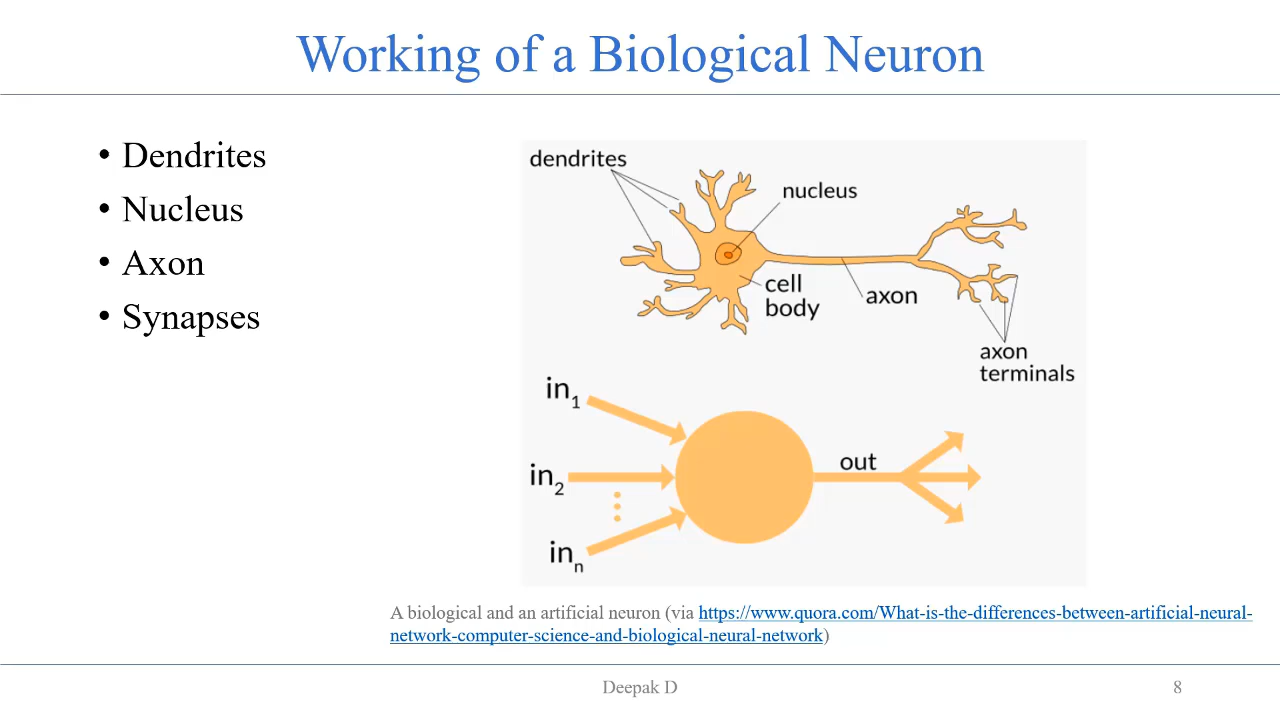 Working of a Biological Neuron
• Dendrites
• Nucleus
• Axon
• Synapses
dendrites
nucleus
cell
body
axon
axon
terminals
in1
in2
inn
out
A biological and an artificial neuron (via https://www.quora.com/What-is-the-differences-between-artificial-neural-
network-computer-science-and-biological-neural-network)
Deepak D
8